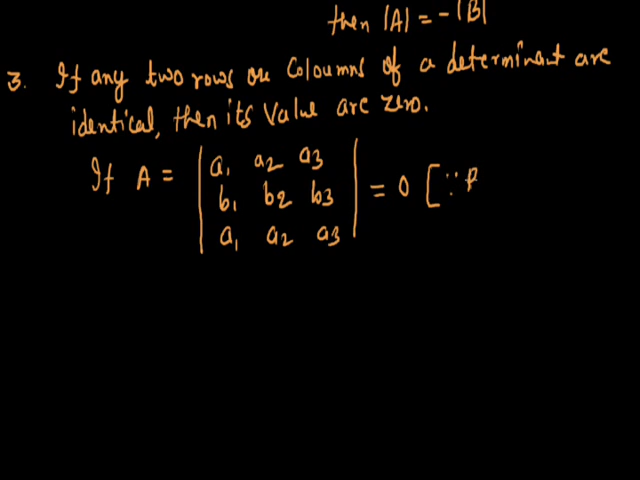 then |A| = -|B|
3. If any two rows or Coloumns of a determinant are
identical, then its value are zero.
a₁ a₂ a₃
If A = b₁ b₂ b₃ = 0 [∵ R
a₁ a₂ a₃